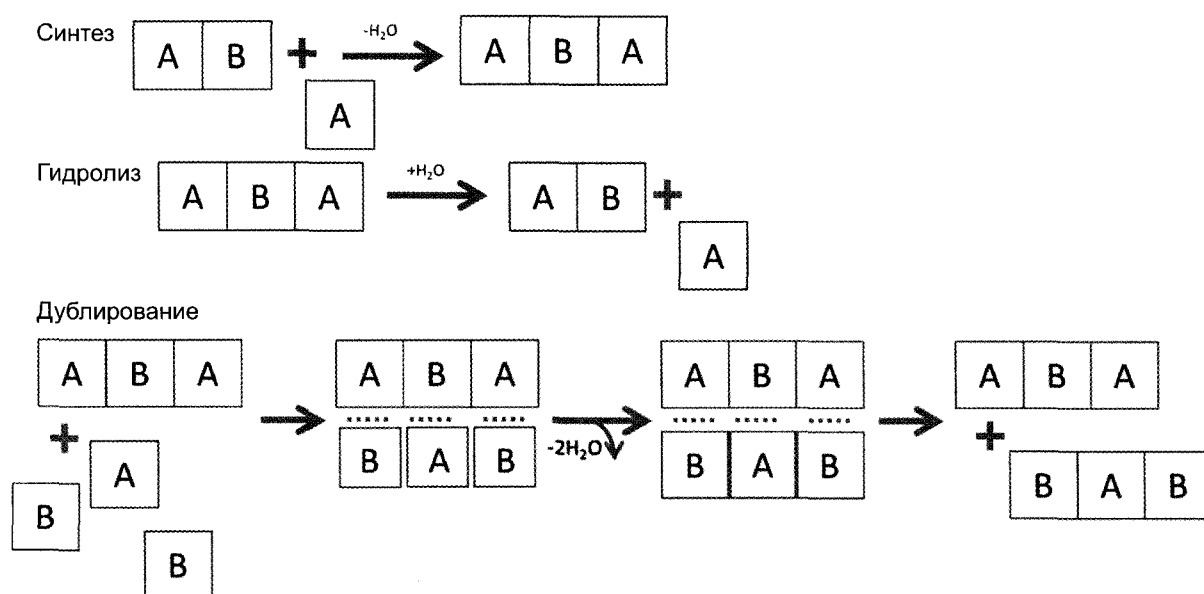 Синтез
A B + -H₂O A B A
A
Гидролиз
A B A +H₂O A B +
A
Дублирование
A B A A B A A B A A B A
+ B A B -2H₂O B A B +
A B A B
B
B